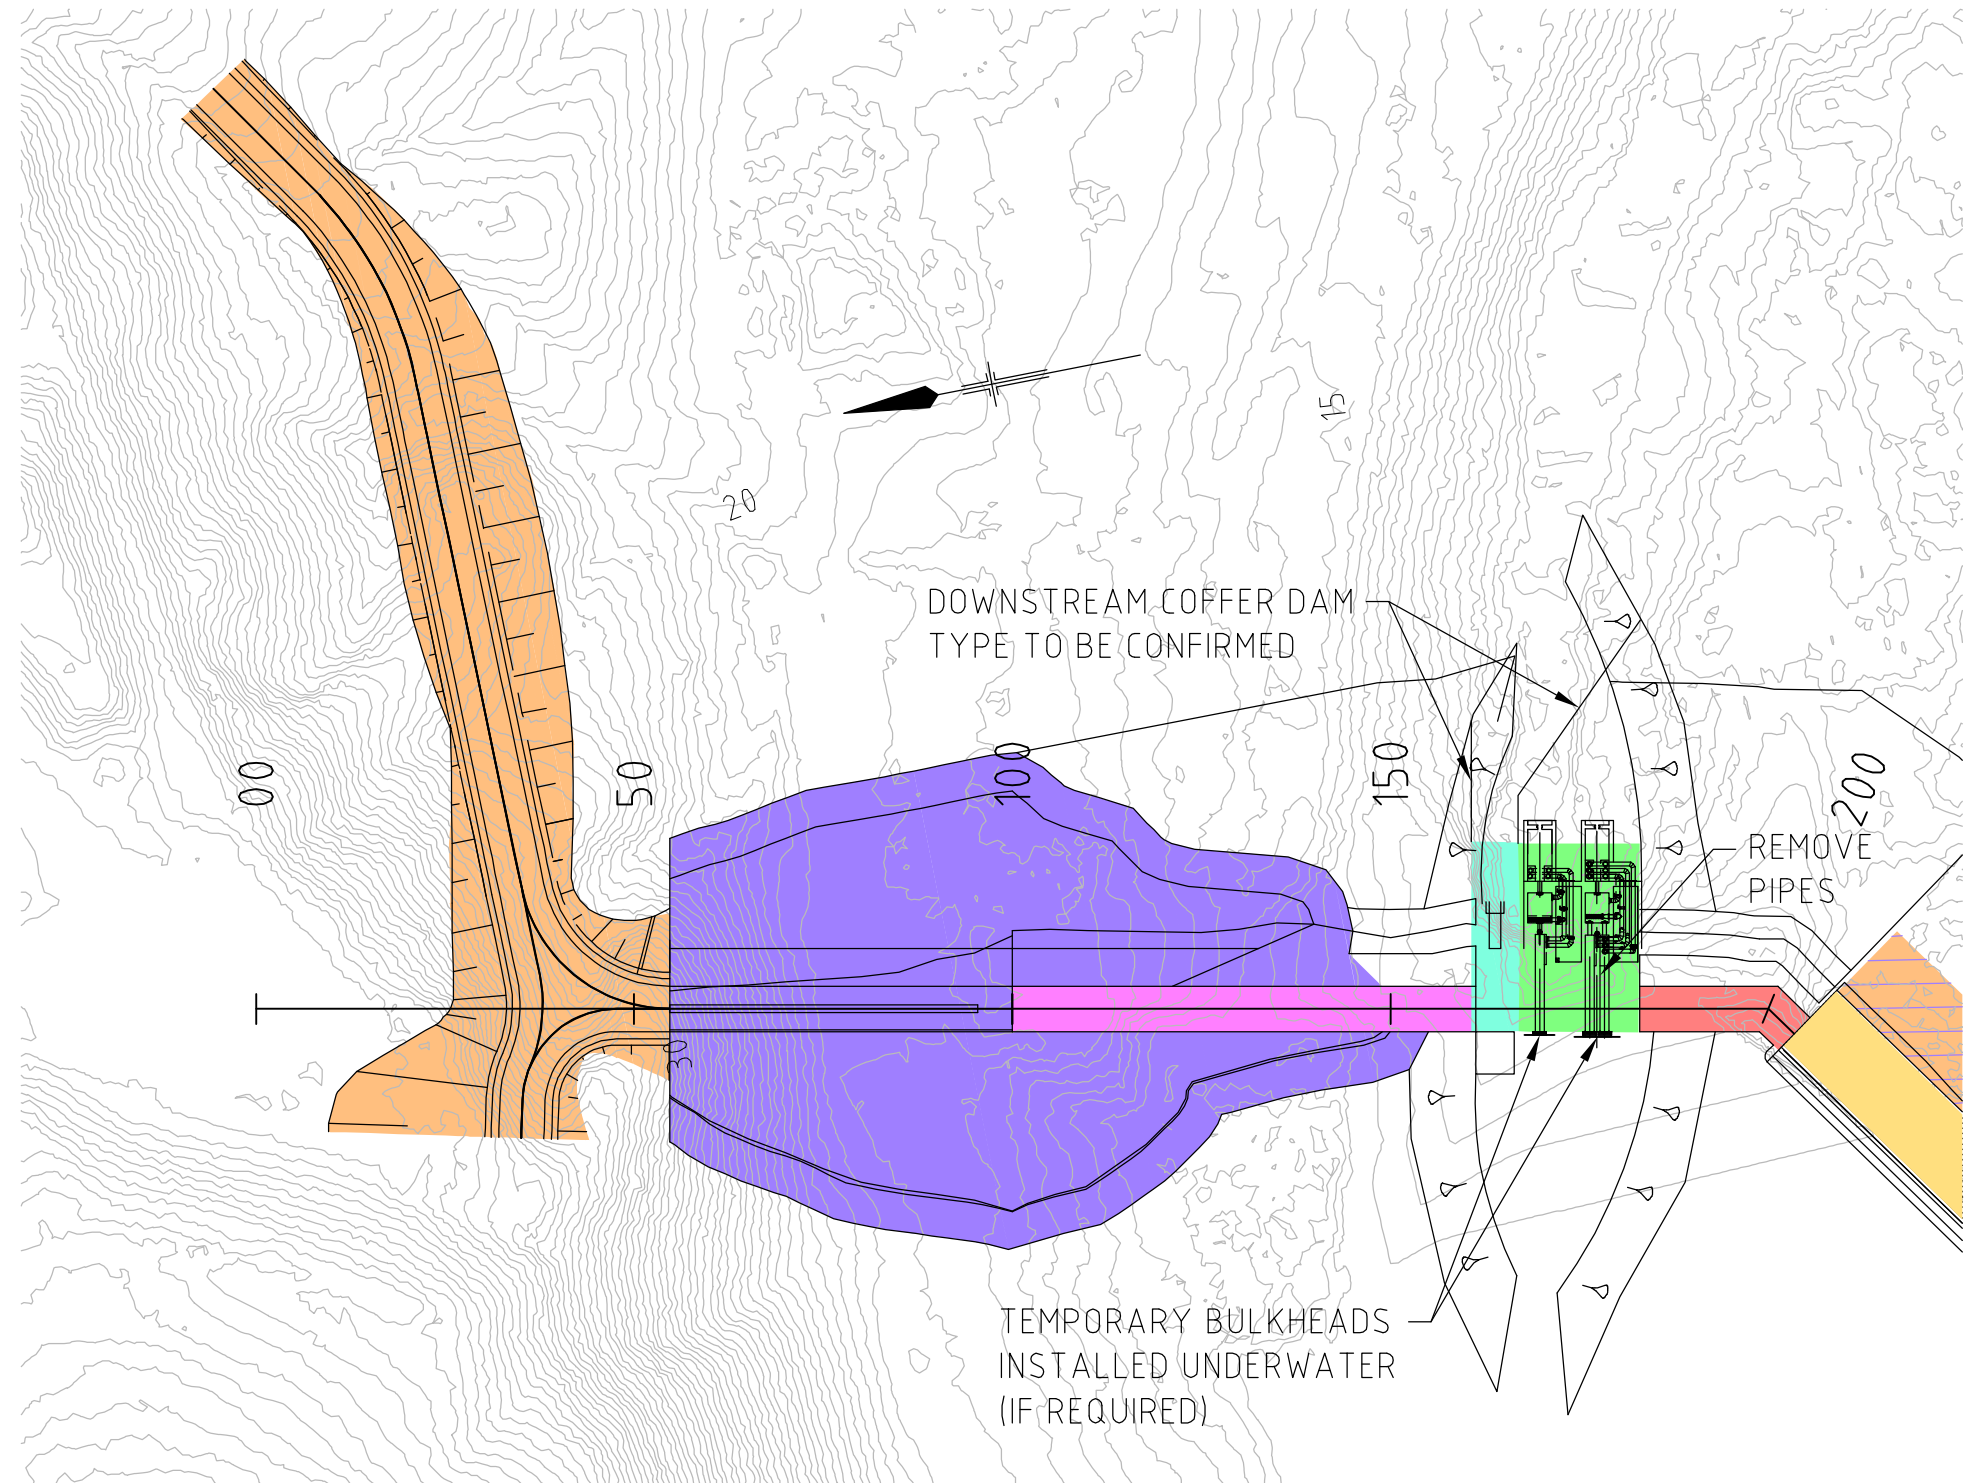 15
20
DOWNSTREAM COFFER DAM
TYPE TO BE CONFIRMED
00
50
100
150
200
REMOVE
PIPES
30
TEMPORARY BULKHEADS
INSTALLED UNDERWATER
(IF REQUIRED)